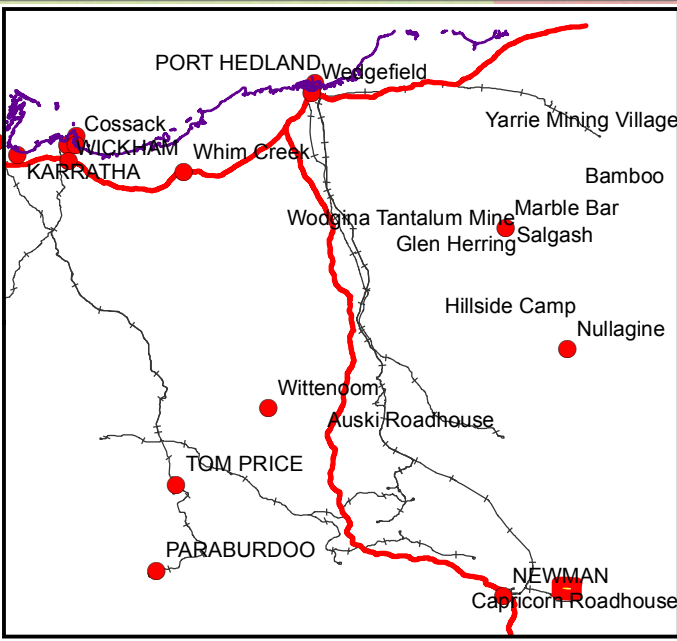 PORT HEDLAND
Wedgefield
Yarrie Mining Village
Cossack
WICKHAM
Whim Creek
KARRATHA
Bamboo
Marble Bar
Woogina Tantalum Mine
Salgash
Glen Herring
Hillside Camp
Nullagine
Wittenoom
Auski Roadhouse
TOM PRICE
PARABURDOO
NEWMAN
Capricorn Roadhouse